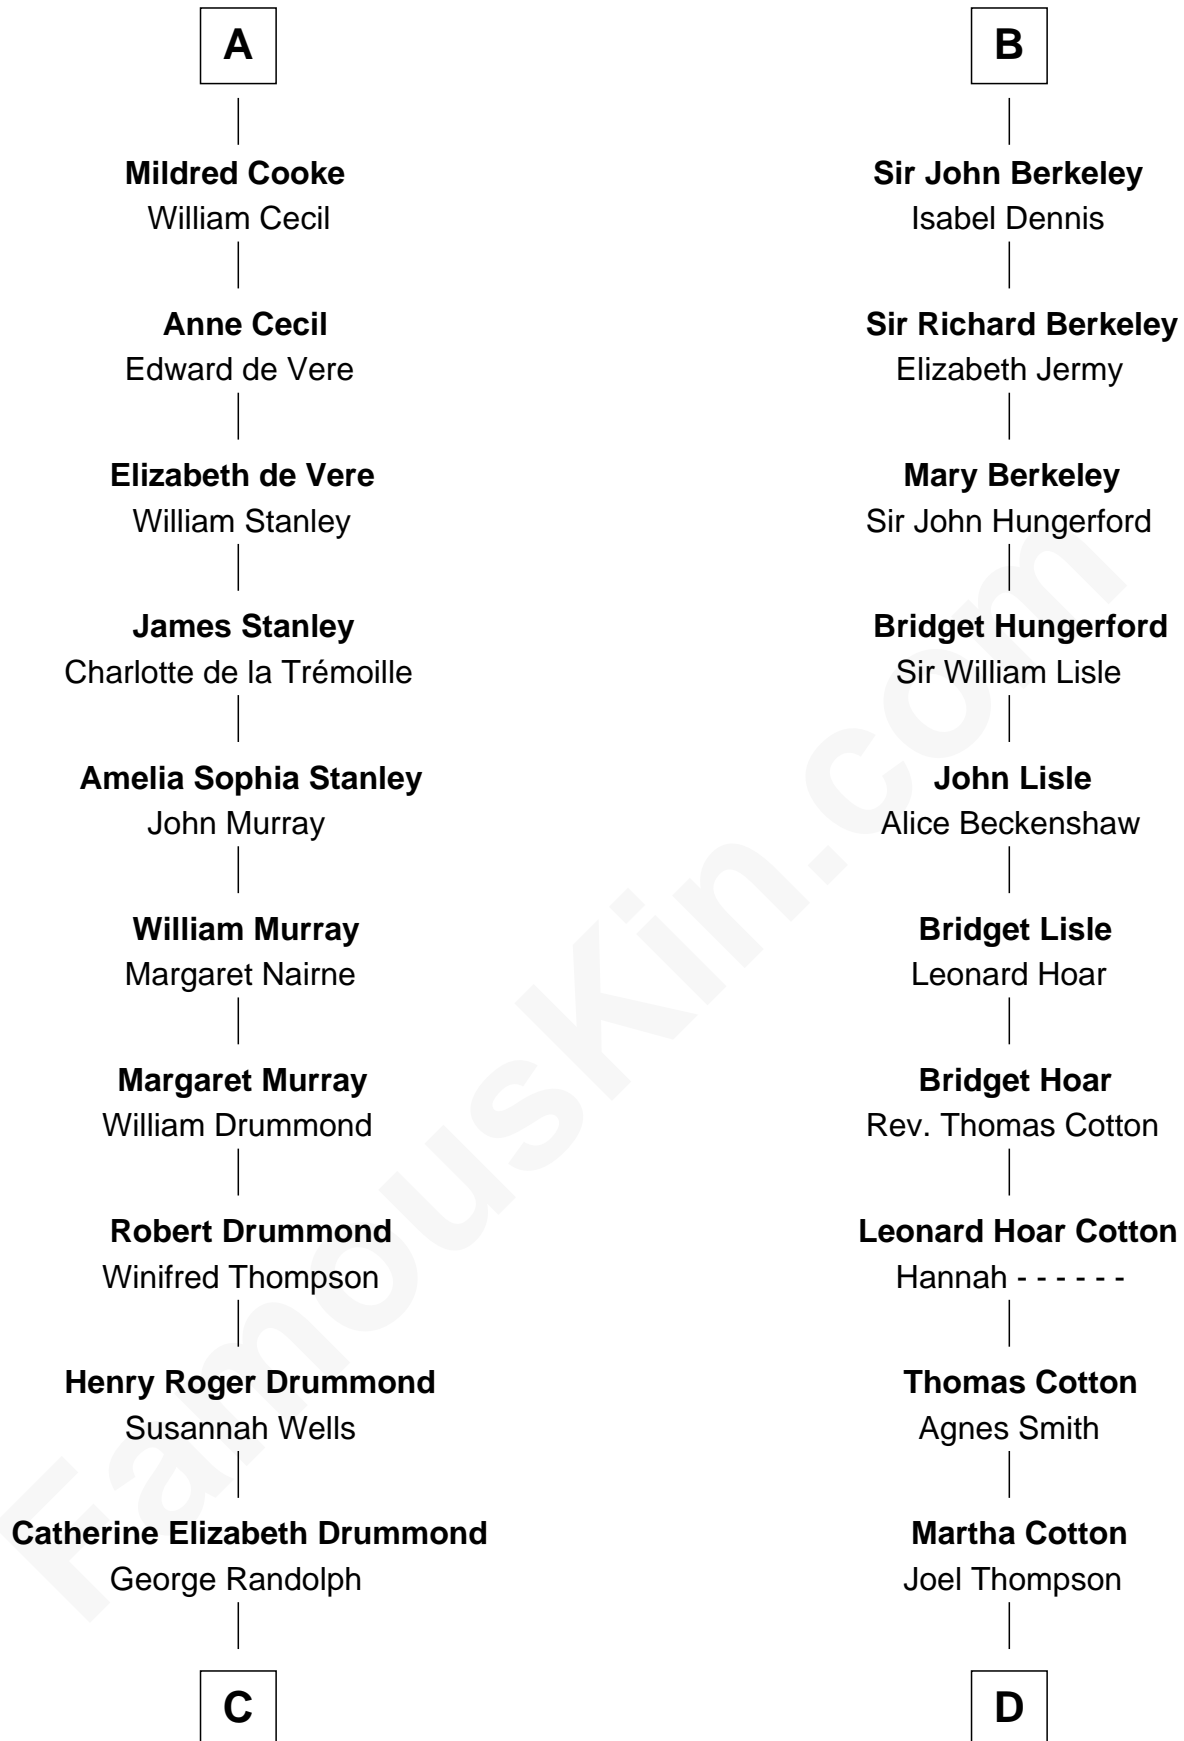 A
Mildred Cooke
William Cecil
Anne Cecil
Edward de Vere
Elizabeth de Vere
William Stanley
James Stanley
Charlotte de la Trémoille
Amelia Sophia Stanley
John Murray
William Murray
Margaret Nairne
Margaret Murray
William Drummond
Robert Drummond
Winifred Thompson
Henry Roger Drummond
Susannah Wells
Catherine Elizabeth Drummond
George Randolph
C
B
Sir John Berkeley
Isabel Dennis
Sir Richard Berkeley
Elizabeth Jermy
Mary Berkeley
Sir John Hungerford
Bridget Hungerford
Sir William Lisle
John Lisle
Alice Beckenshaw
Bridget Lisle
Leonard Hoar
Bridget Hoar
Rev. Thomas Cotton
Leonard Hoar Cotton
Hannah - - - - - -
Thomas Cotton
Agnes Smith
Martha Cotton
Joel Thompson
D
FamousKin.com